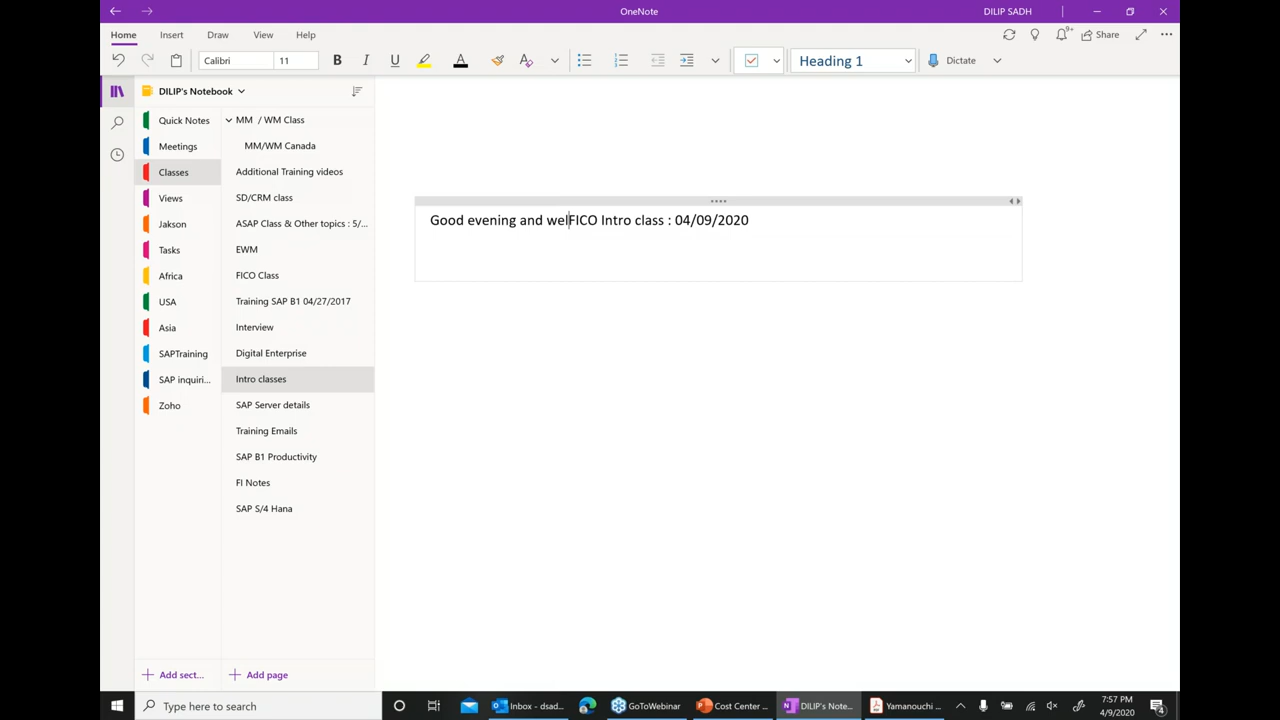 OneNote
DILIP SADH
Home Insert Draw View Help
9+ Share
Calibri 11 B I U A A Heading 1 Dictate
DILIP's Notebook
Quick Notes
Meetings
Classes
Views
Jakson
Tasks
Africa
USA
Asia
SAPTraining
SAP inquiri...
Zoho
MM / WM Class
MM/WM Canada
Additional Training videos
SD/CRM class
ASAP Class & Other topics : 5/...
EWM
FICO Class
Training SAP B1 04/27/2017
Interview
Digital Enterprise
Intro classes
SAP Server details
Training Emails
SAP B1 Productivity
FI Notes
SAP S/4 Hana
Good evening and welFICO Intro class : 04/09/2020
Add sect...
Add page
Type here to search
Inbox - dsad...
GoToWebinar
Cost Center ...
DILIP's Note...
Yamanouchi ...
7:57 PM
4/9/2020
4